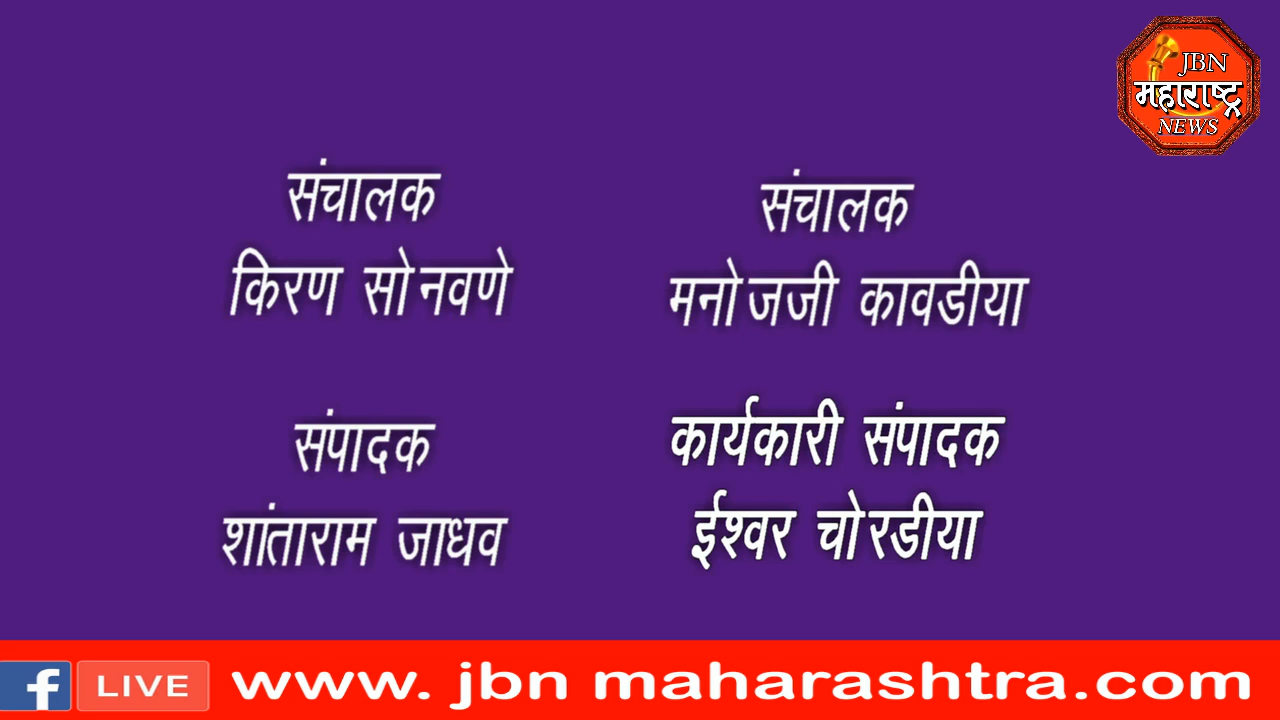 JBN
महाराष्ट्र
NEWS
संचालक
किरण सोनवणे
संचालक
मनोजजी कावडीया
संपादक
शांताराम जाधव
कार्यकारी संपादक
ईश्वर चोरडीया
f LIVE www. jbn maharashtra.com